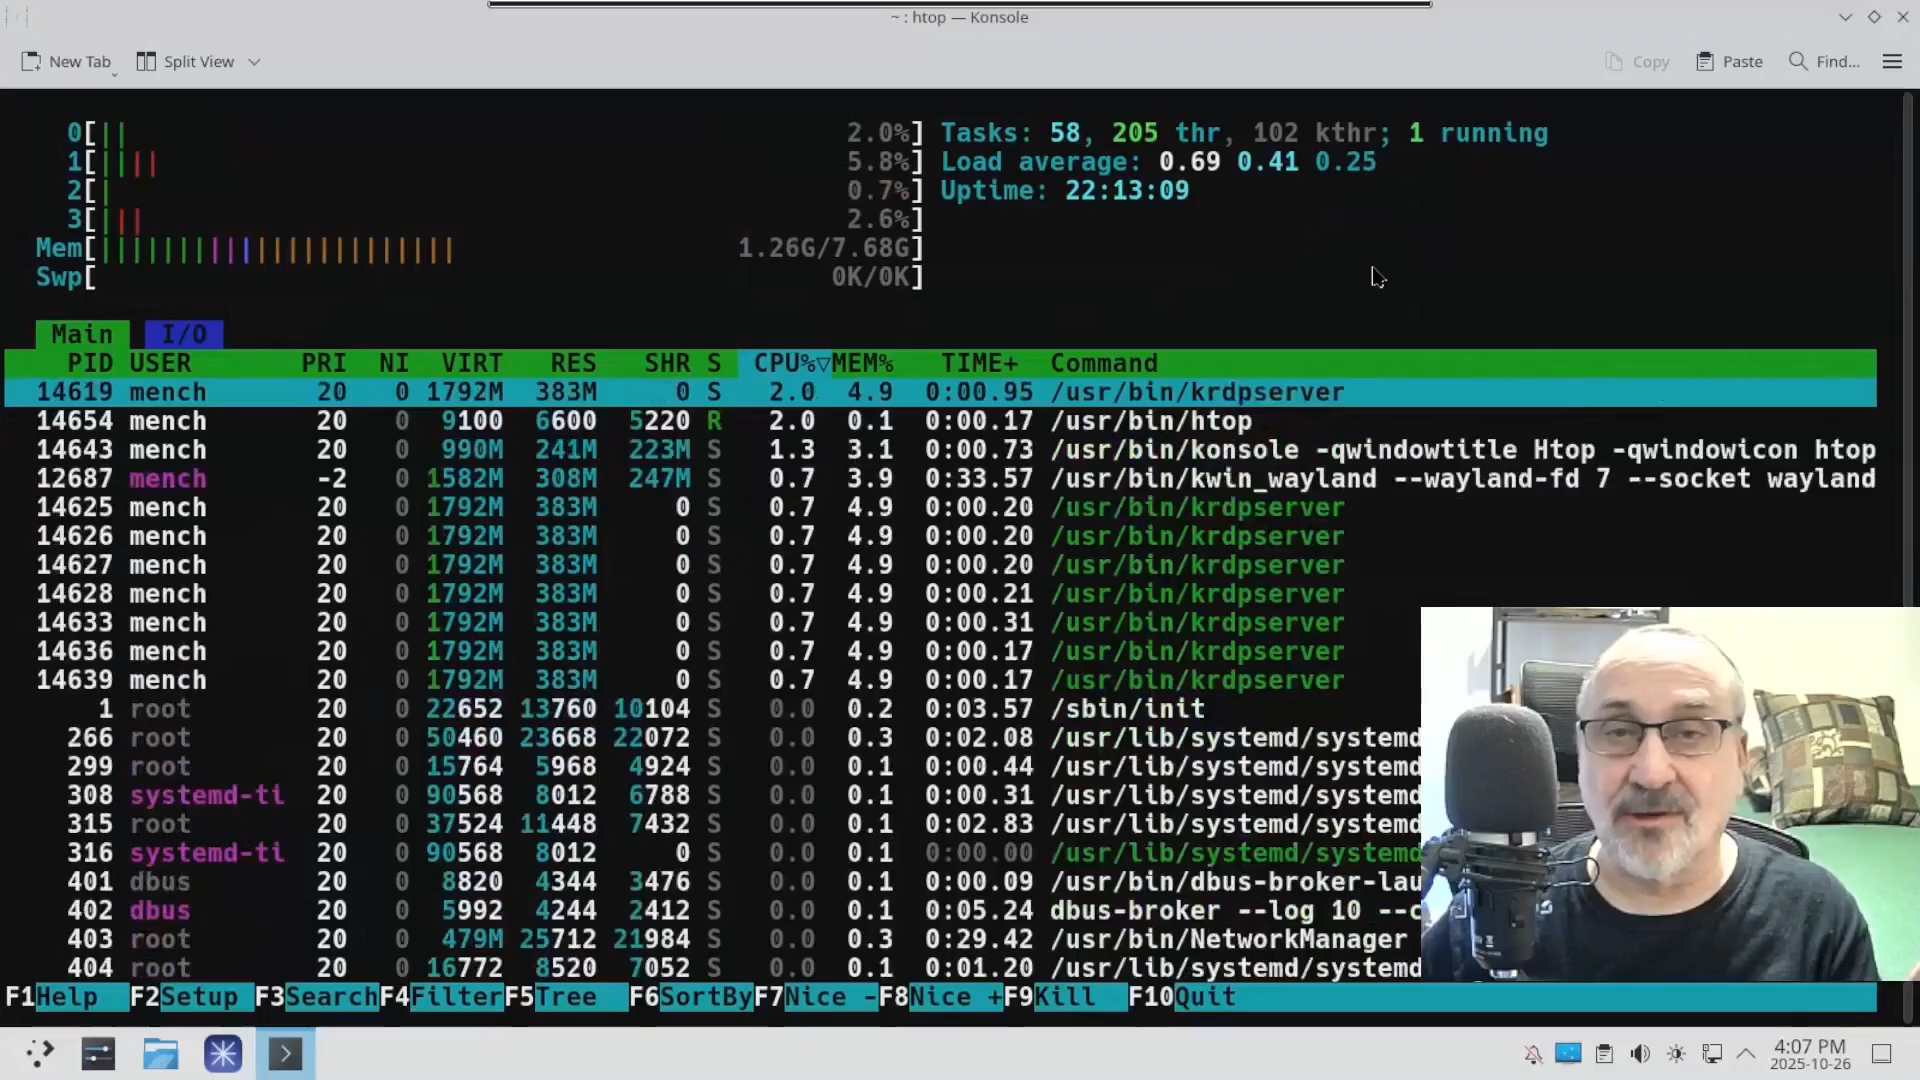 ~ : htop — Konsole
New Tab Split View Copy Paste Find...
0[|| 2.0%] Tasks: 58, 205 thr, 102 kthr; 1 running
1[|||| 5.8%] Load average: 0.69 0.41 0.25
2[| 0.7%] Uptime: 22:13:09
3[||| 2.6%]
Mem[||||||||||||||||||||||| 1.26G/7.68G]
Swp[ 0K/0K]
Main I/O
PID USER PRI NI VIRT RES SHR S CPU%▽MEM% TIME+ Command
14619 mench 20 0 1792M 383M 0 S 2.0 4.9 0:00.95 /usr/bin/krdpserver
14654 mench 20 0 9100 6600 5220 R 2.0 0.1 0:00.17 /usr/bin/htop
14643 mench 20 0 990M 241M 223M S 1.3 3.1 0:00.73 /usr/bin/konsole -qwindowtitle Htop -qwindowicon htop
12687 mench -2 0 1582M 308M 247M S 0.7 3.9 0:33.57 /usr/bin/kwin_wayland --wayland-fd 7 --socket wayland
14625 mench 20 0 1792M 383M 0 S 0.7 4.9 0:00.20 /usr/bin/krdpserver
14626 mench 20 0 1792M 383M 0 S 0.7 4.9 0:00.20 /usr/bin/krdpserver
14627 mench 20 0 1792M 383M 0 S 0.7 4.9 0:00.20 /usr/bin/krdpserver
14628 mench 20 0 1792M 383M 0 S 0.7 4.9 0:00.21 /usr/bin/krdpserver
14633 mench 20 0 1792M 383M 0 S 0.7 4.9 0:00.31 /usr/bin/krdpserver
14636 mench 20 0 1792M 383M 0 S 0.7 4.9 0:00.17 /usr/bin/krdpserver
14639 mench 20 0 1792M 383M 0 S 0.7 4.9 0:00.17 /usr/bin/krdpserver
1 root 20 0 22652 13760 10104 S 0.0 0.2 0:03.57 /sbin/init
266 root 20 0 50460 23668 22072 S 0.0 0.3 0:02.08 /usr/lib/systemd/systemd
299 root 20 0 15764 5968 4924 S 0.0 0.1 0:00.44 /usr/lib/systemd/systemd
308 systemd-ti 20 0 90568 8012 6788 S 0.0 0.1 0:00.31 /usr/lib/systemd/systemd
315 root 20 0 37524 11448 7432 S 0.0 0.1 0:02.83 /usr/lib/systemd/systemd
316 systemd-ti 20 0 90568 8012 0 S 0.0 0.1 0:00.00 /usr/lib/systemd/systemd
401 dbus 20 0 8820 4344 3476 S 0.0 0.1 0:00.09 /usr/bin/dbus-broker-lau
402 dbus 20 0 5992 4244 2412 S 0.0 0.1 0:05.24 dbus-broker --log 10 --c
403 root 20 0 479M 25712 21984 S 0.0 0.3 0:29.42 /usr/bin/NetworkManager
404 root 20 0 16772 8520 7052 S 0.0 0.1 0:01.20 /usr/lib/systemd/systemd
F1Help F2Setup F3SearchF4FilterF5Tree F6SortByF7Nice -F8Nice +F9Kill F10Quit
4:07 PM
2025-10-26